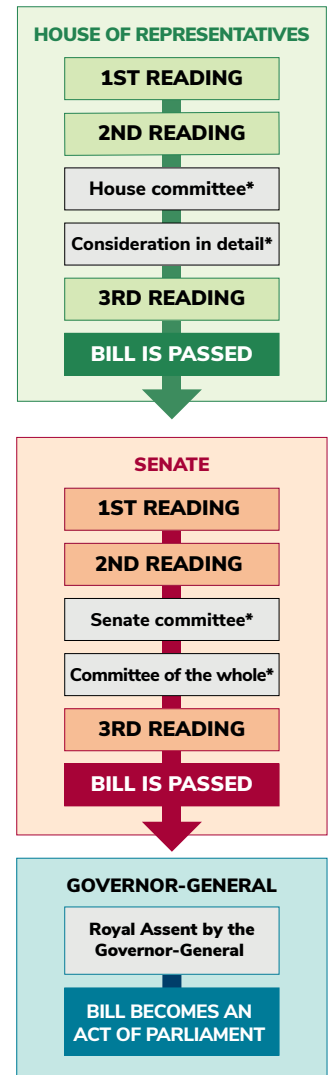 HOUSE OF REPRESENTATIVES
1ST READING
2ND READING
House committee*
Consideration in detail*
3RD READING
BILL IS PASSED
SENATE
1ST READING
2ND READING
Senate committee*
Committee of the whole*
3RD READING
BILL IS PASSED
GOVERNOR-GENERAL
Royal Assent by the
Governor-General
BILL BECOMES AN
ACT OF PARLIAMENT